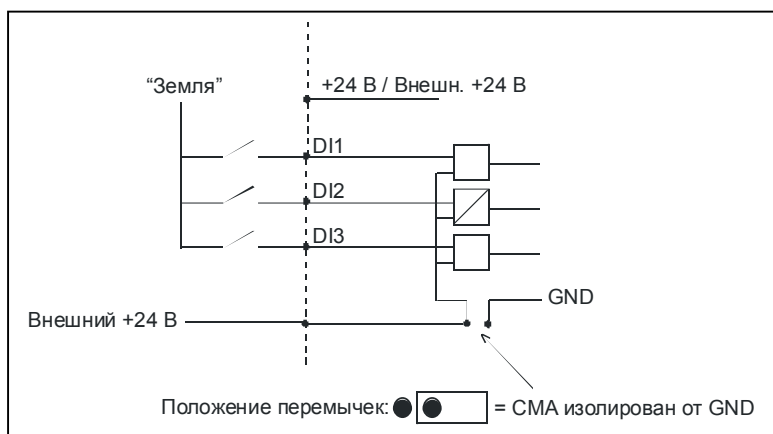 “Земля”
+24 В / Внешн. +24 В
DI1
DI2
DI3
GND
Внешний +24 В
Положение перемычек: = CMA изолирован от GND